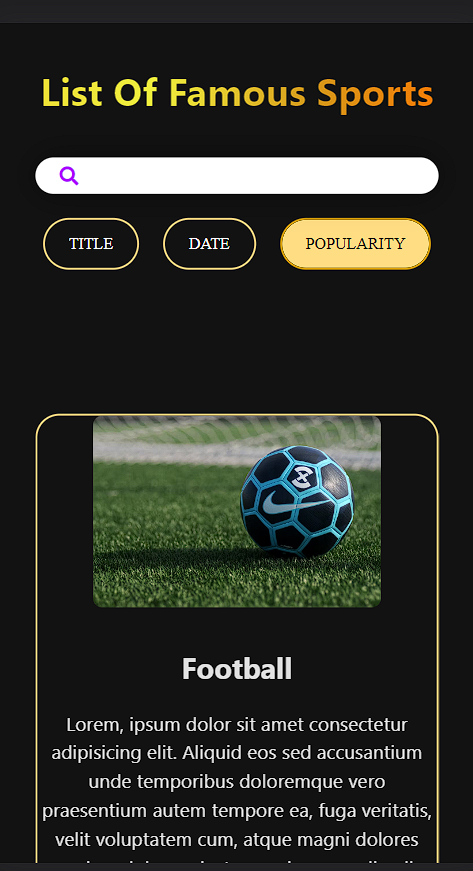 List Of Famous Sports
TITLE DATE POPULARITY
Football
Lorem, ipsum dolor sit amet consectetur
adipisicing elit. Aliquid eos sed accusantium
unde temporibus doloremque vero
praesentium autem tempore ea, fuga veritatis,
velit voluptatem cum, atque magni dolores